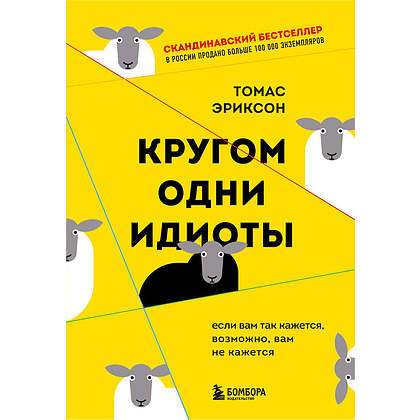 СКАНДИНАВСКИЙ БЕСТСЕЛЛЕР
В РОССИИ ПРОДАНО БОЛЬШЕ 100 000 ЭКЗЕМПЛЯРОВ
ТОМАС
ЭРИКСОН
КРУГОМ
ОДНИ
ИДИОТЫ
если вам так кажется,
возможно, вам
не кажется
БОМБОРА
ИЗДАТЕЛЬСТВО